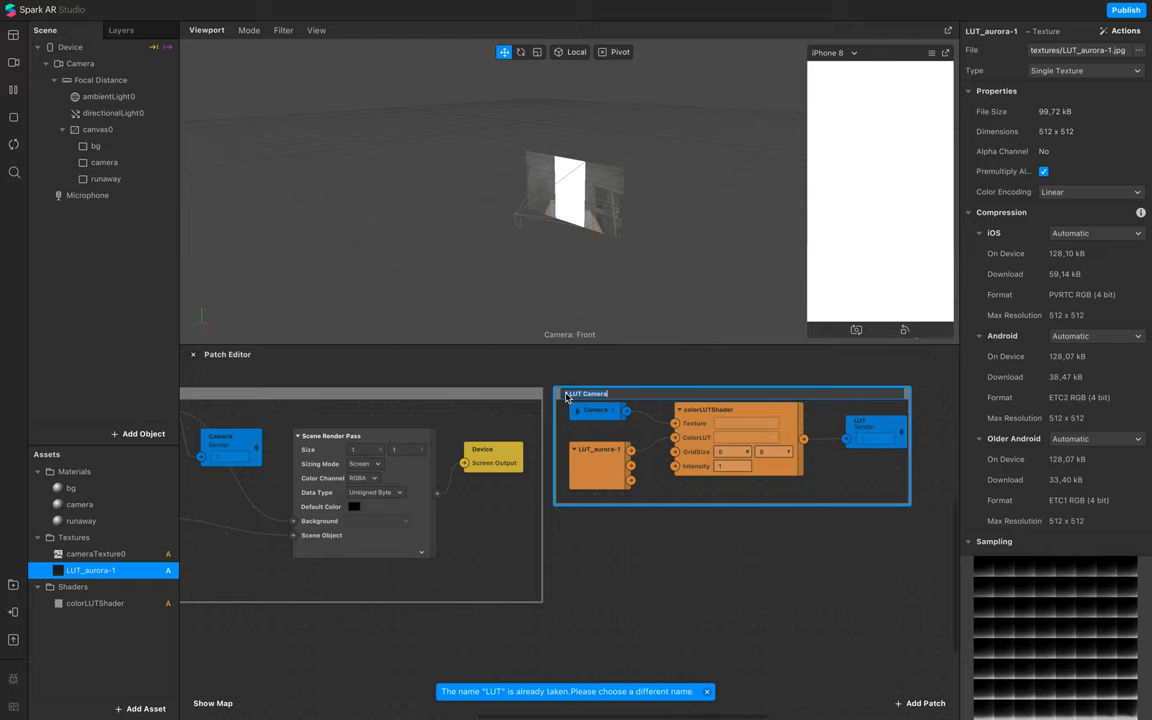 Spark AR Studio
Publish
Scene
Layers
Device
Camera
Focal Distance
ambientLight0
directionalLight0
canvas0
bg
camera
runaway
Microphone
Add Object
Assets
Materials
bg
camera
runaway
Textures
cameraTexture0 A
LUT_aurora-1 A
Shaders
colorLUTShader A
Add Asset
Viewport Mode Filter View
Local
Pivot
Camera: Front
iPhone 8
Patch Editor
Camera
Sender
Scene Render Pass
Size 1 1
Sizing Mode Screen
Color Channel RGBA
Data Type Unsigned Byte
Default Color
Background
Scene Object
Device
Screen Output
LUT Camera
Camera
LUT_aurora-1
colorLUTShader
Texture
ColorLUT
GridSize 8 x 8 y
Intensity 1
LUT
Sender
The name "LUT" is already taken.Please choose a different name.
Show Map
Add Patch
LUT_aurora-1 – Texture
Actions
File textures/LUT_aurora-1.jpg
Type Single Texture
Properties
File Size 99,72 kB
Dimensions 512 x 512
Alpha Channel No
Premultiply Al...
Color Encoding Linear
Compression
iOS Automatic
On Device 128,10 kB
Download 59,14 kB
Format PVRTC RGB (4 bit)
Max Resolution 512 x 512
Android Automatic
On Device 128,07 kB
Download 38,47 kB
Format ETC2 RGB (4 bit)
Max Resolution 512 x 512
Older Android Automatic
On Device 128,07 kB
Download 33,40 kB
Format ETC1 RGB (4 bit)
Max Resolution 512 x 512
Sampling